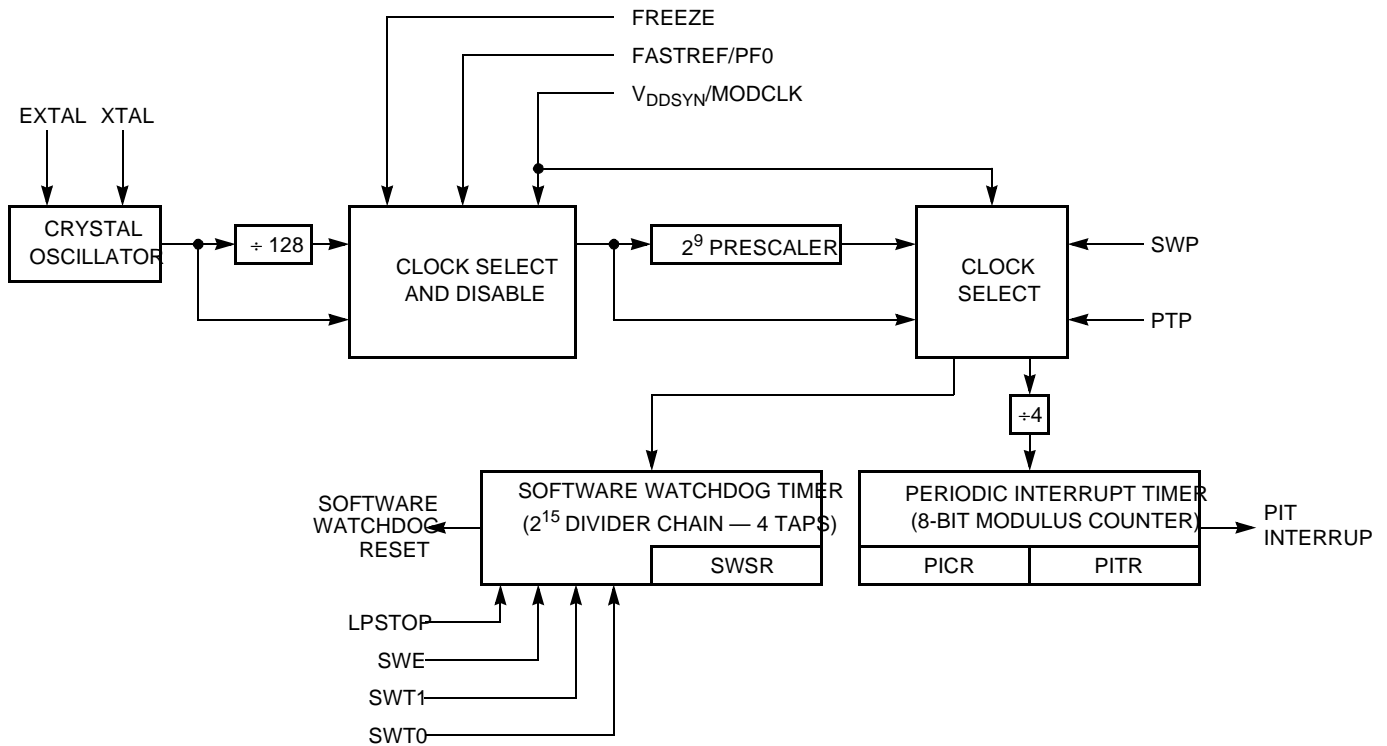 FREEZE
FASTREF/PF0
VDDSYN/MODCLK
EXTAL XTAL
CRYSTAL
OSCILLATOR
÷ 128
CLOCK SELECT
AND DISABLE
2⁹ PRESCALER
CLOCK
SELECT
SWP
PTP
÷4
SOFTWARE
WATCHDOG
RESET
SOFTWARE WATCHDOG TIMER
(2¹⁵ DIVIDER CHAIN — 4 TAPS)
SWSR
PERIODIC INTERRUPT TIMER
(8-BIT MODULUS COUNTER)
PICR
PITR
PIT
INTERRUP
LPSTOP
SWE
SWT1
SWT0